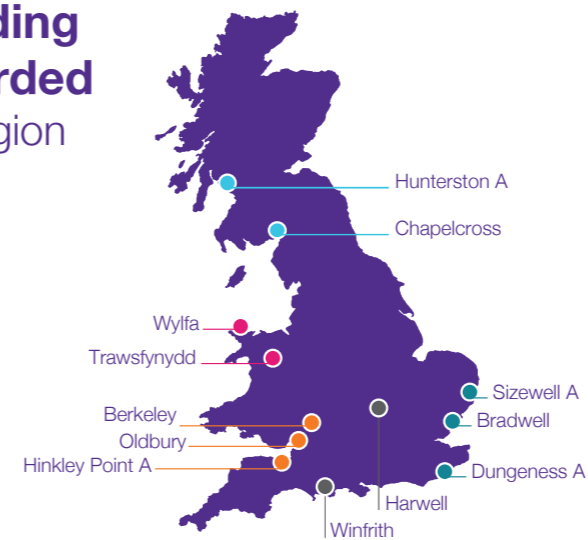 ding
rded
gion
Hunterston A
Chapelcross
Wylfa
Trawsfynydd
Berkeley
Oldbury
Hinkley Point A
Sizewell A
Bradwell
Dungeness A
Harwell
Winfrith